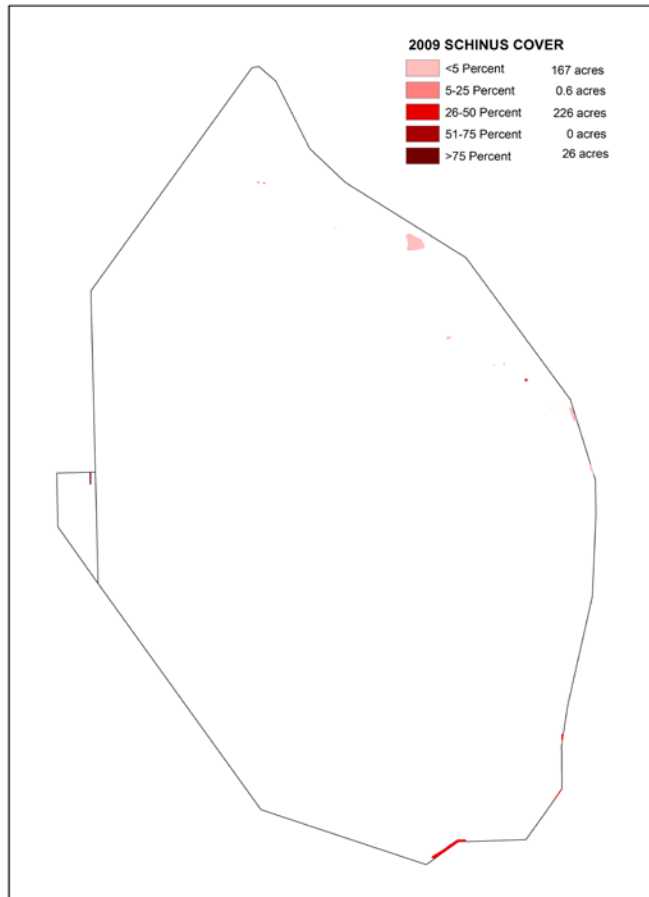 2009 SCHINUS COVER
<5 Percent 167 acres
5-25 Percent 0.6 acres
26-50 Percent 226 acres
51-75 Percent 0 acres
>75 Percent 26 acres